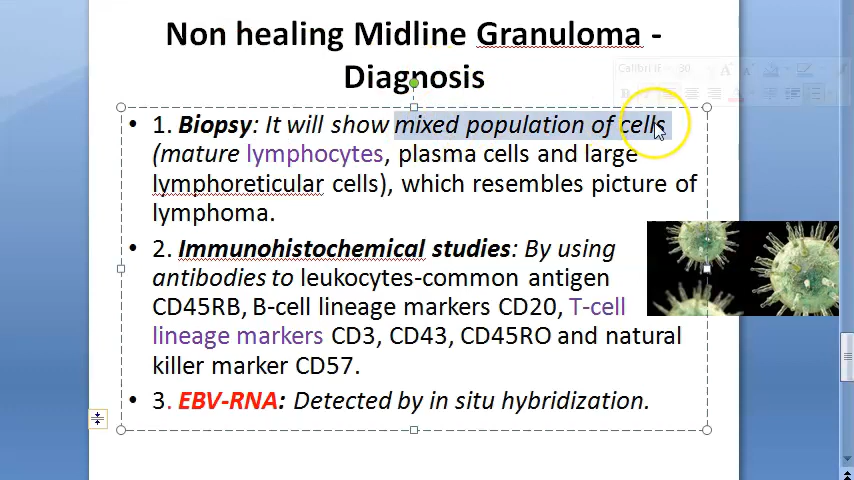 Non healing Midline Granuloma -
Diagnosis
Calibri
30
• 1. Biopsy: It will show mixed population of cells
(mature lymphocytes, plasma cells and large
lymphoreticular cells), which resembles picture of
lymphoma.
• 2. Immunohistochemical studies: By using
antibodies to leukocytes-common antigen
CD45RB, B-cell lineage markers CD20, T-cell
lineage markers CD3, CD43, CD45RO and natural
killer marker CD57.
• 3. EBV-RNA: Detected by in situ hybridization.